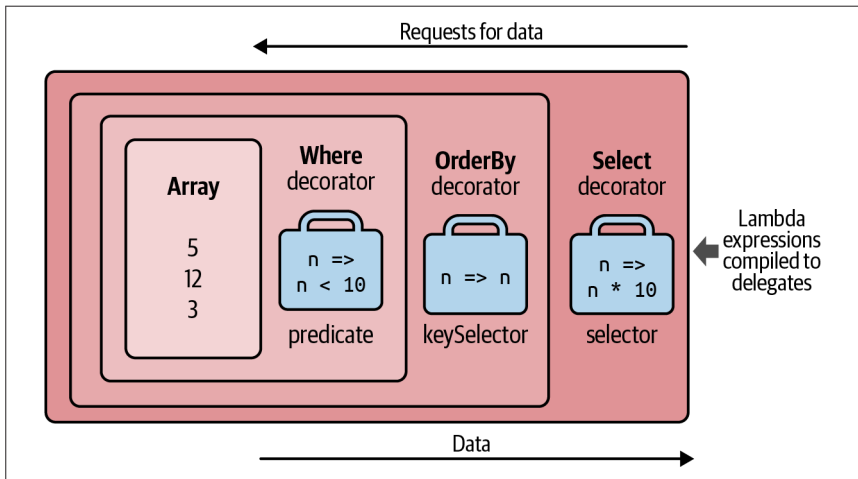 Requests for data
Array
5
12
3
Where
decorator
n =>
n < 10
predicate
OrderBy
decorator
n => n
keySelector
Select
decorator
n =>
n * 10
selector
Lambda
expressions
compiled to
delegates
Data